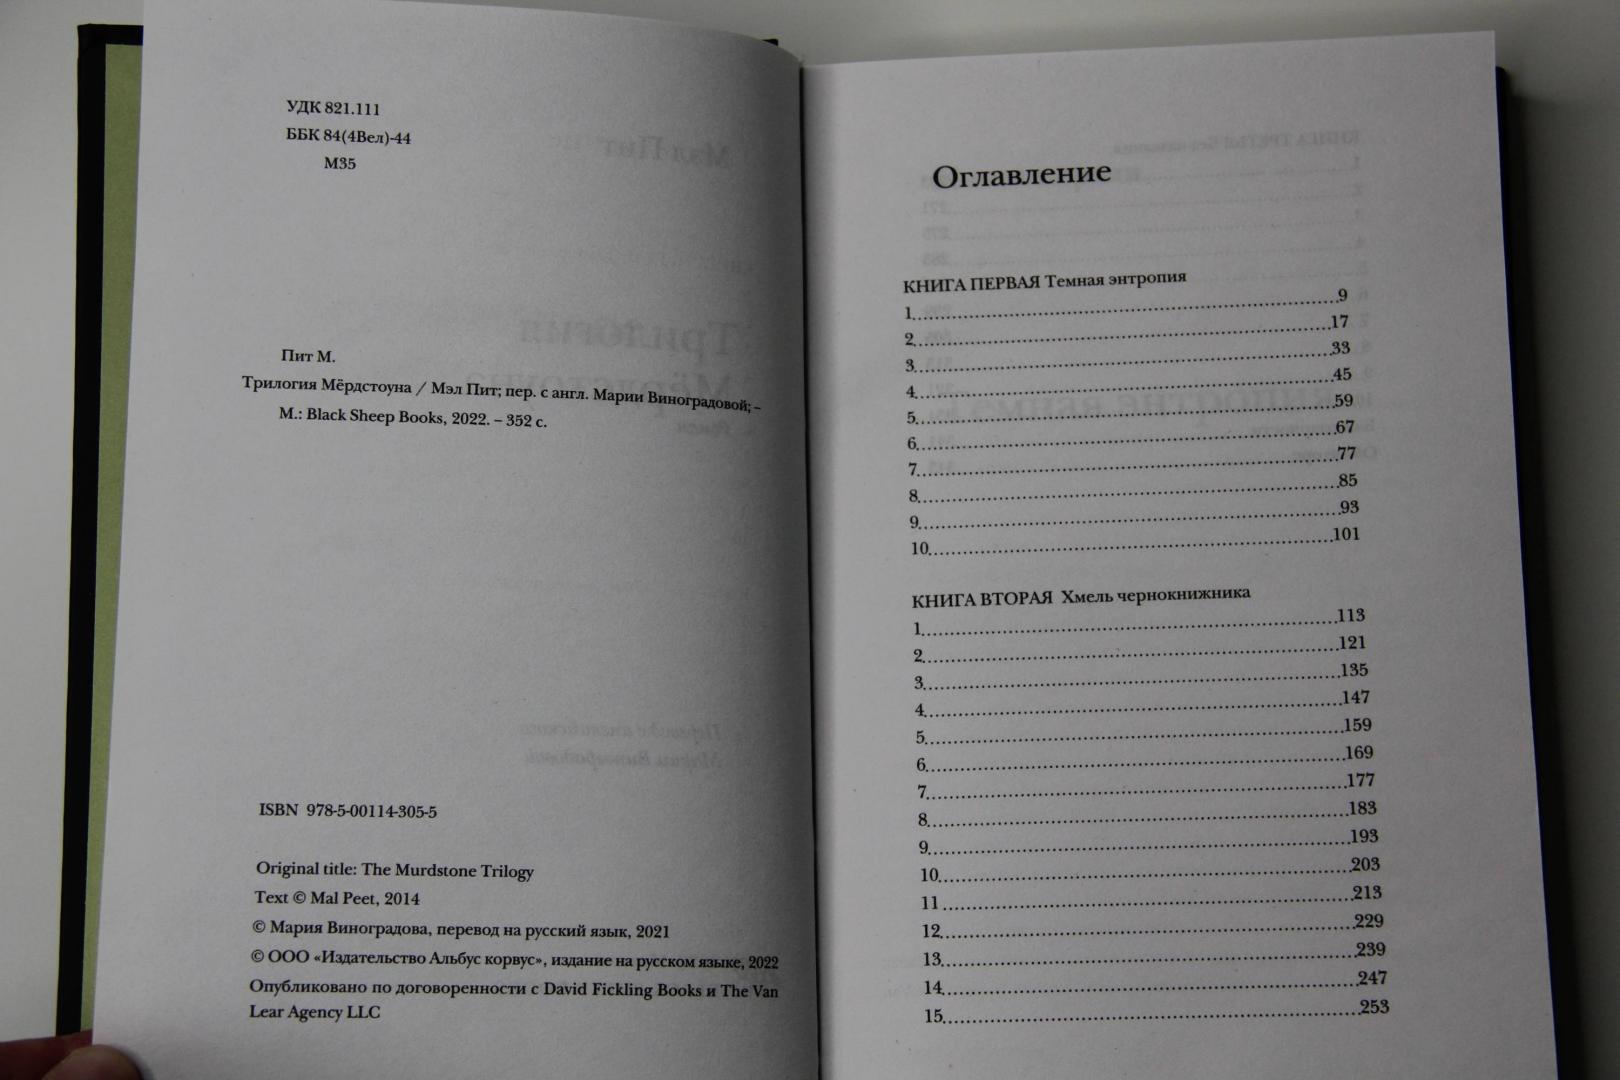 УДК 821.111
ББК 84(4Вел)-44
М35
Пит М.
Трилогия Мёрдстоуна / Мэл Пит; пер. с англ. Марии Виноградовой; –
М.: Black Sheep Books, 2022. – 352 с.
ISBN 978-5-00114-305-5
Original title: The Murdstone Trilogy
Text © Mal Peet, 2014
© Мария Виноградова, перевод на русский язык, 2021
© ООО «Издательство Альбус корвус», издание на русском языке, 2022
Опубликовано по договоренности с David Fickling Books и The Van
Lear Agency LLC
Оглавление
КНИГА ПЕРВАЯ Темная энтропия
1.....9
2.....17
3.....33
4.....45
5.....59
6.....67
7.....77
8.....85
9.....93
10.....101
КНИГА ВТОРАЯ Хмель чернокнижника
1.....113
2.....121
3.....135
4.....147
5.....159
6.....169
7.....177
8.....183
9.....193
10.....203
11.....213
12.....229
13.....239
14.....247
15.....253